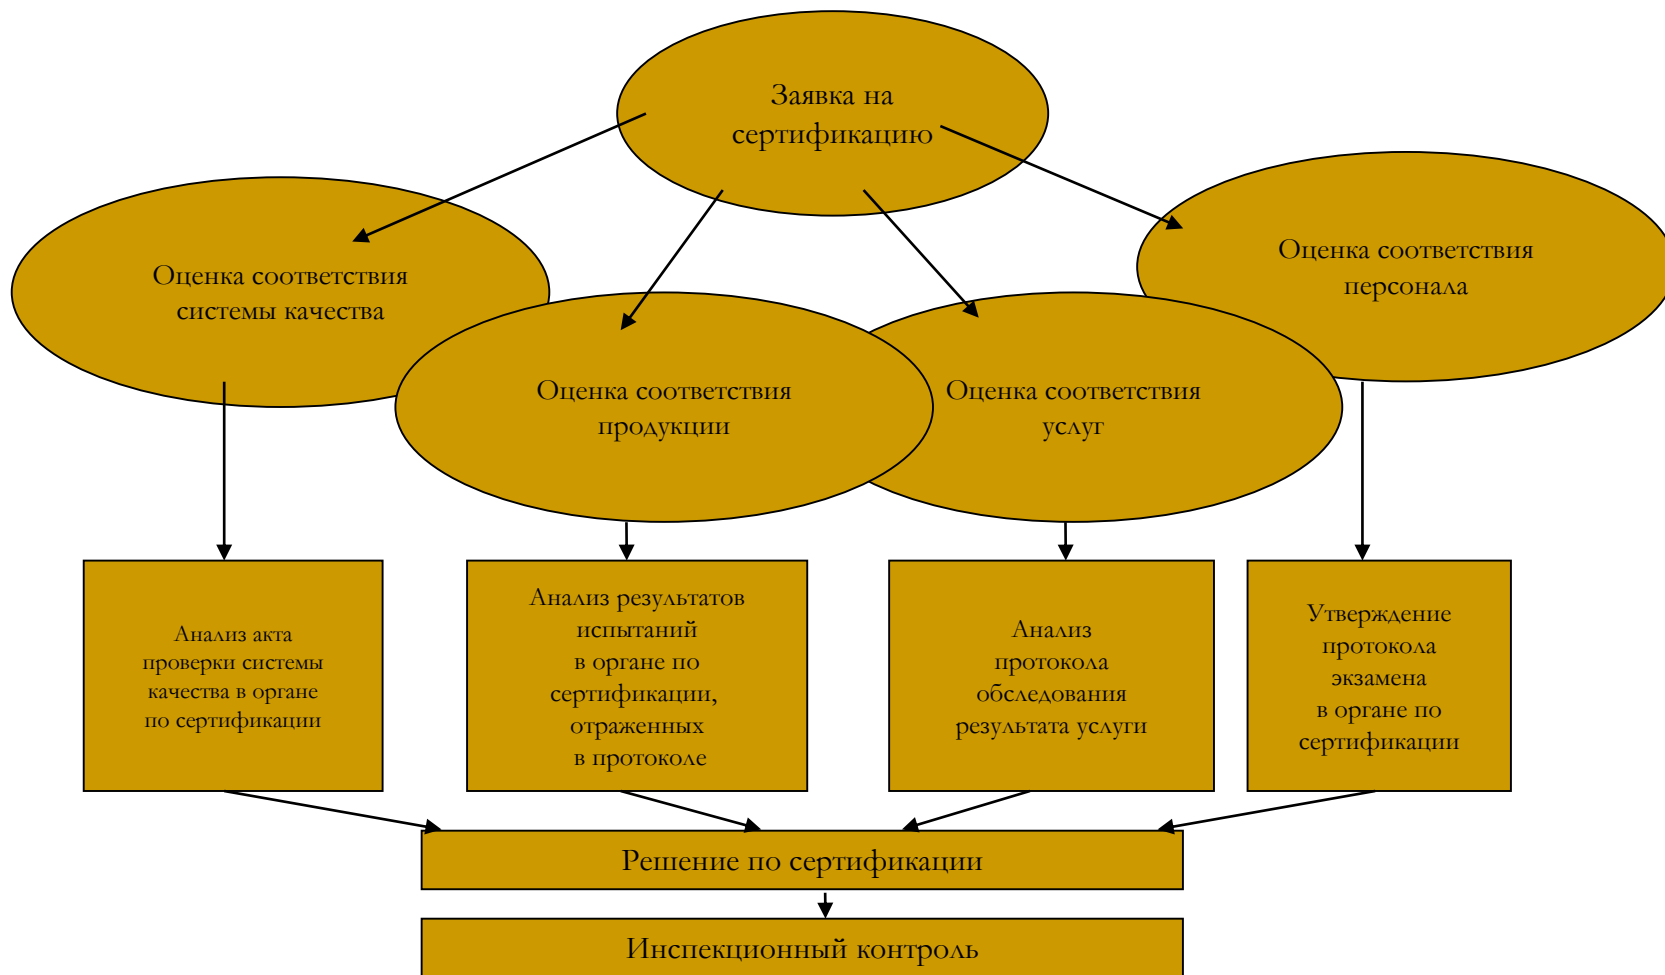 Заявка на
сертификацию
Оценка соответствия
системы качества
Оценка соответствия
продукции
Оценка соответствия
услуг
Оценка соответствия
персонала
Анализ акта
проверки системы
качества в органе
по сертификации
Анализ результатов
испытаний
в органе по
сертификации,
отраженных
в протоколе
Анализ
протокола
обследования
результата услуги
Утверждение
протокола
экзамена
в органе по
сертификации
Решение по сертификации
Инспекционный контроль